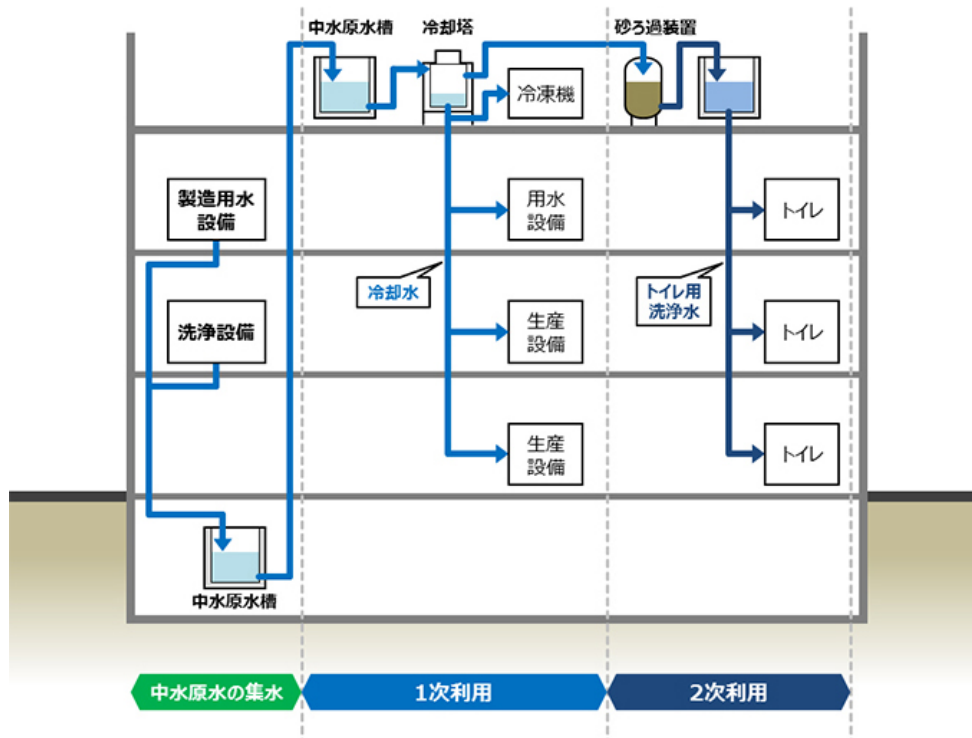 中水原水槽
冷却塔
砂ろ過装置
冷凍機
製造用水
設備
用水
設備
トイレ
冷却水
トイレ用
洗浄水
洗浄設備
生産
設備
トイレ
生産
設備
トイレ
中水原水槽
中水原水の集水
1次利用
2次利用